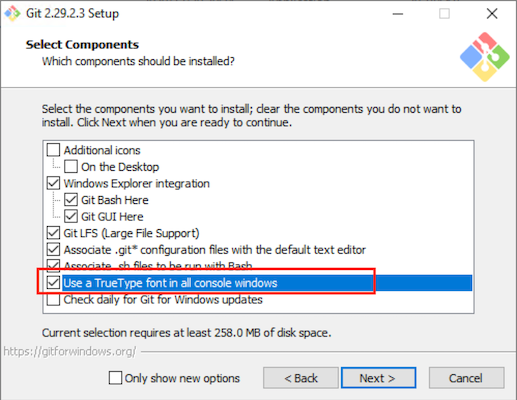 Git 2.29.2.3 Setup
Select Components
Which components should be installed?
Select the components you want to install; clear the components you do not want to
install. Click Next when you are ready to continue.
Additional icons
On the Desktop
Windows Explorer integration
Git Bash Here
Git GUI Here
Git LFS (Large File Support)
Associate .git* configuration files with the default text editor
Associate .sh files to be run with Bash
Use a TrueType font in all console windows
Check daily for Git for Windows updates
Current selection requires at least 258.0 MB of disk space.
https://gitforwindows.org/
Only show new options
< Back
Next >
Cancel